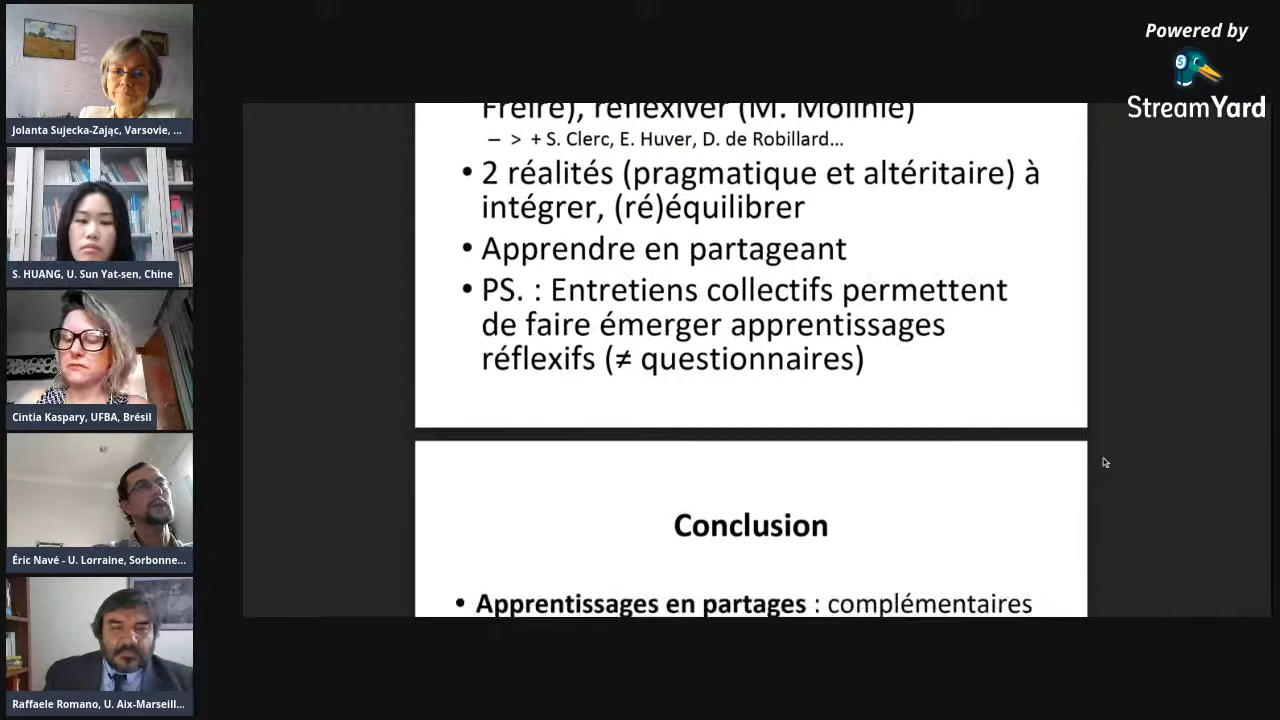 Powered by
StreamYard
Jolanta Sujecka-Zając, Varsovie, ...
S. HUANG, U. Sun Yat-sen, Chine
Cintia Kaspary, UFBA, Brésil
Éric Navé - U. Lorraine, Sorbonne...
Raffaele Romano, U. Aix-Marseill...
Freire), réflexiver (M. Molinié)
– > + S. Clerc, E. Huver, D. de Robillard...
• 2 réalités (pragmatique et altéritaire) à
intégrer, (ré)équilibrer
• Apprendre en partageant
• PS. : Entretiens collectifs permettent
de faire émerger apprentissages
réflexifs (≠ questionnaires)
Conclusion
• Apprentissages en partages : complémentaires